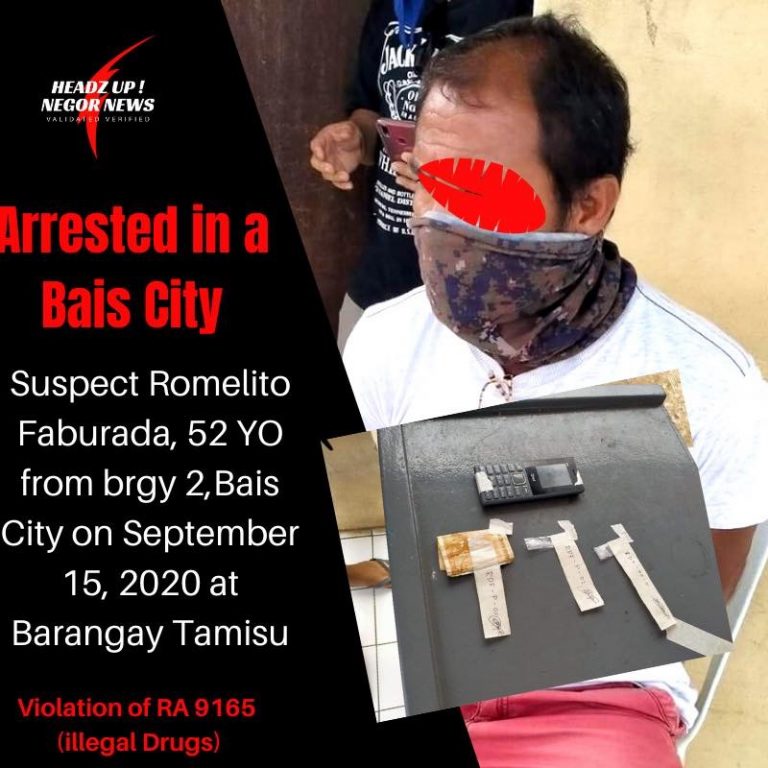 HEADZ UP !
NEGOR NEWS
VALIDATED VERIFIED
Arrested in a
Bais City
Suspect Romelito
Faburada, 52 YO
from brgy 2,Bais
City on September
15, 2020 at
Barangay Tamisu
Violation of RA 9165
(illegal Drugs)
JACK